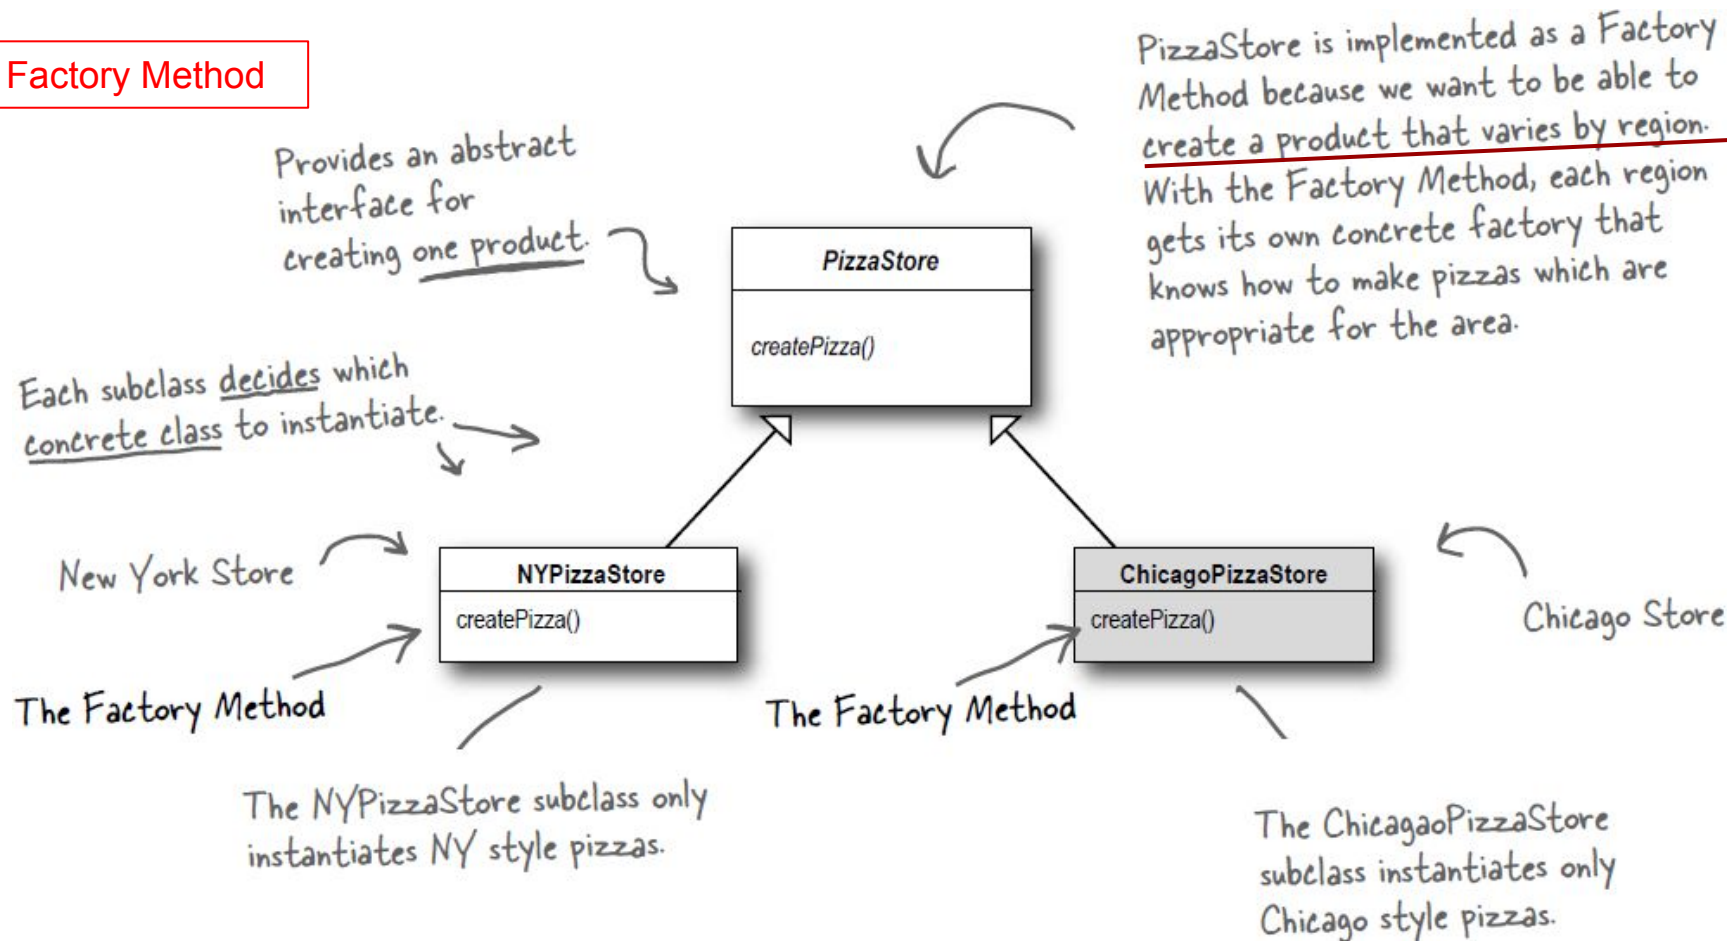 Factory Method
PizzaStore is implemented as a Factory
Method because we want to be able to
create a product that varies by region.
With the Factory Method, each region
gets its own concrete factory that
knows how to make pizzas which are
appropriate for the area.
Provides an abstract
interface for
creating one product.
PizzaStore
createPizza()
Each subclass decides which
concrete class to instantiate.
New York Store
NYPizzaStore
createPizza()
ChicagoPizzaStore
createPizza()
Chicago Store
The Factory Method
The Factory Method
The NYPizzaStore subclass only
instantiates NY style pizzas.
The ChicagaoPizzaStore
subclass instantiates only
Chicago style pizzas.